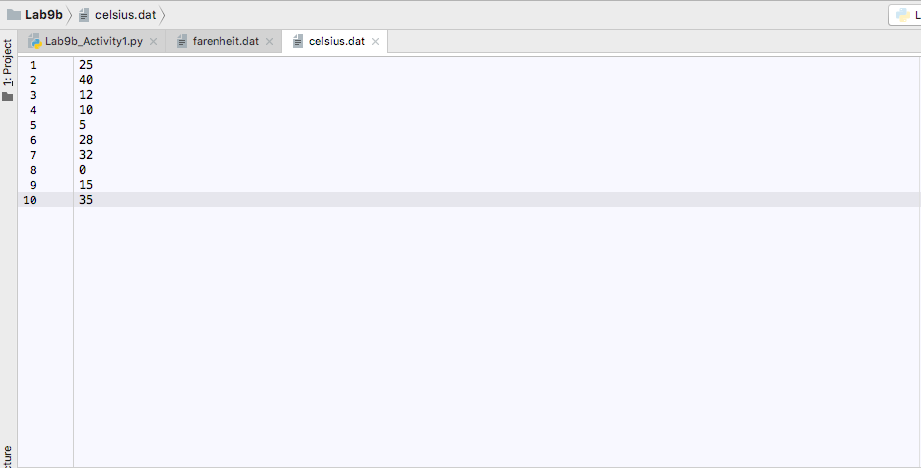 Lab9b celsius.dat L
1: Project
Lab9b_Activity1.py farenheit.dat celsius.dat
1 25
2 40
3 12
4 10
5 5
6 28
7 32
8 0
9 15
10 35
cture